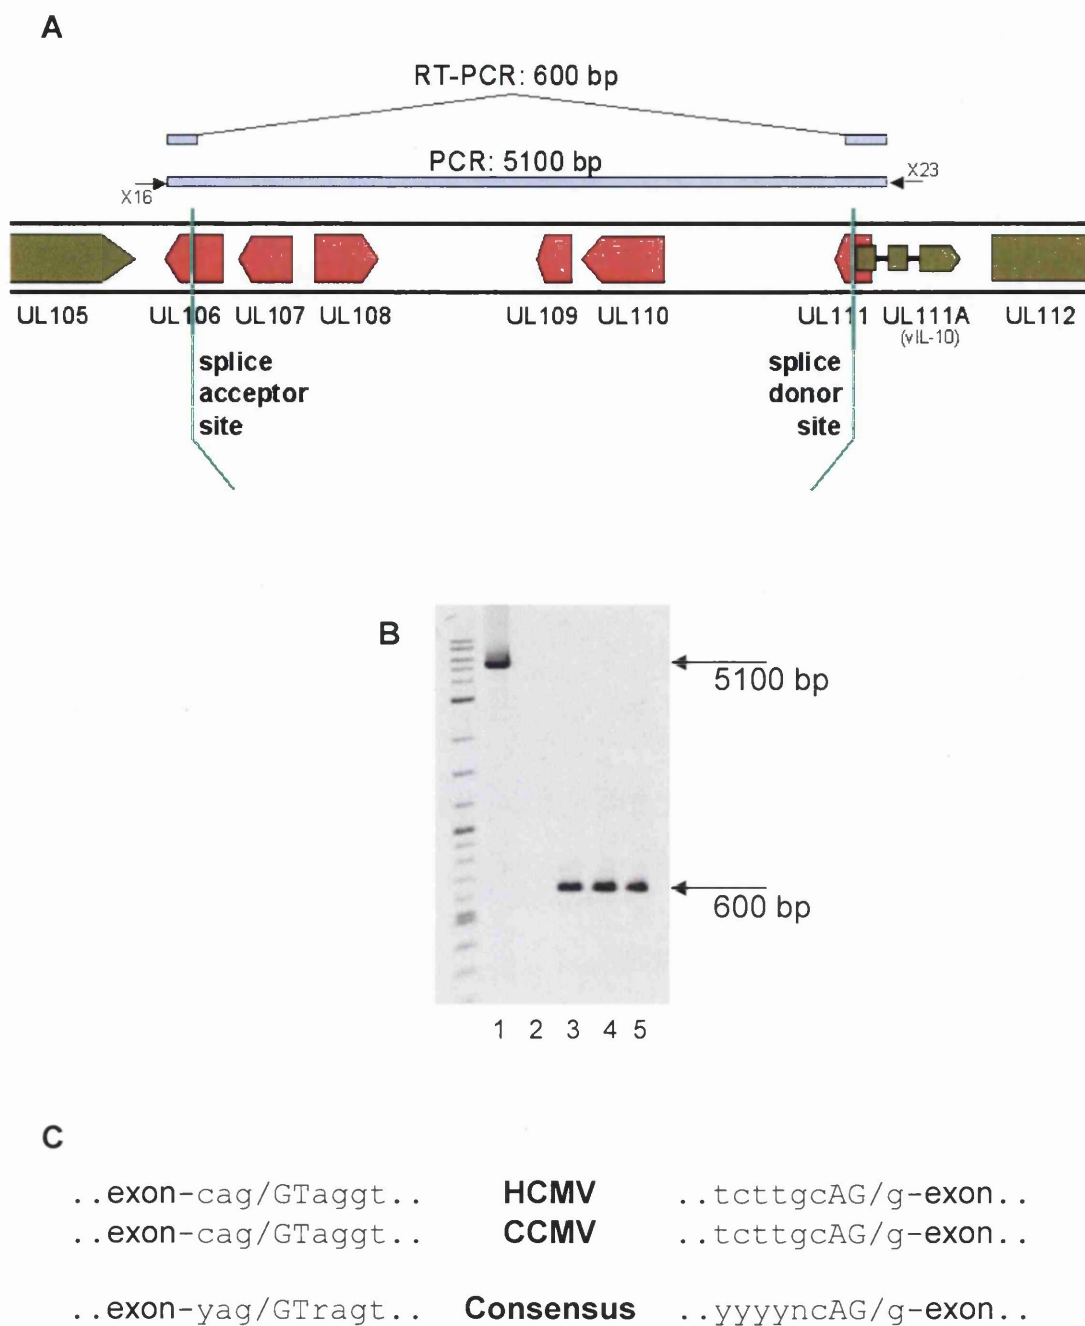 A
RT-PCR: 600 bp
PCR: 5100 bp
X16
X23
UL105 UL106 UL107 UL108 UL109 UL110 UL111 UL111A UL112
(vIL-10)
splice acceptor site
splice donor site
B
5100 bp
600 bp
1 2 3 4 5
C
..exon-cag/GTaggt.. HCMV ..tcttgcAG/g-exon..
..exon-cag/GTaggt.. CCMV ..tcttgcAG/g-exon..
..exon-yag/GTragt.. Consensus ..yyyyncAG/g-exon..